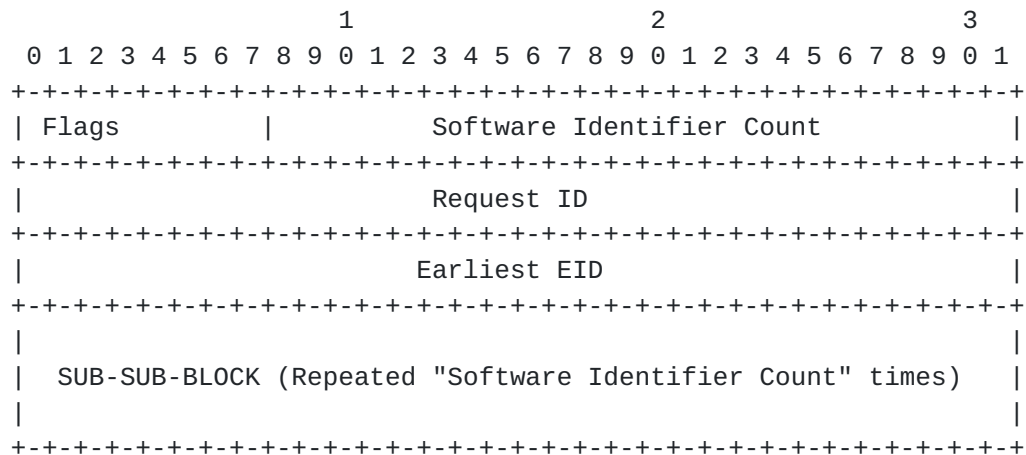 1                   2                   3
 0 1 2 3 4 5 6 7 8 9 0 1 2 3 4 5 6 7 8 9 0 1 2 3 4 5 6 7 8 9 0 1
+-+-+-+-+-+-+-+-+-+-+-+-+-+-+-+-+-+-+-+-+-+-+-+-+-+-+-+-+-+-+-+-+
| Flags         |          Software Identifier Count            |
+-+-+-+-+-+-+-+-+-+-+-+-+-+-+-+-+-+-+-+-+-+-+-+-+-+-+-+-+-+-+-+-+
|                          Request ID                           |
+-+-+-+-+-+-+-+-+-+-+-+-+-+-+-+-+-+-+-+-+-+-+-+-+-+-+-+-+-+-+-+-+
|                         Earliest EID                          |
+-+-+-+-+-+-+-+-+-+-+-+-+-+-+-+-+-+-+-+-+-+-+-+-+-+-+-+-+-+-+-+-+
|                                                               |
|  SUB-SUB-BLOCK (Repeated "Software Identifier Count" times)   |
|                                                               |
+-+-+-+-+-+-+-+-+-+-+-+-+-+-+-+-+-+-+-+-+-+-+-+-+-+-+-+-+-+-+-+-+